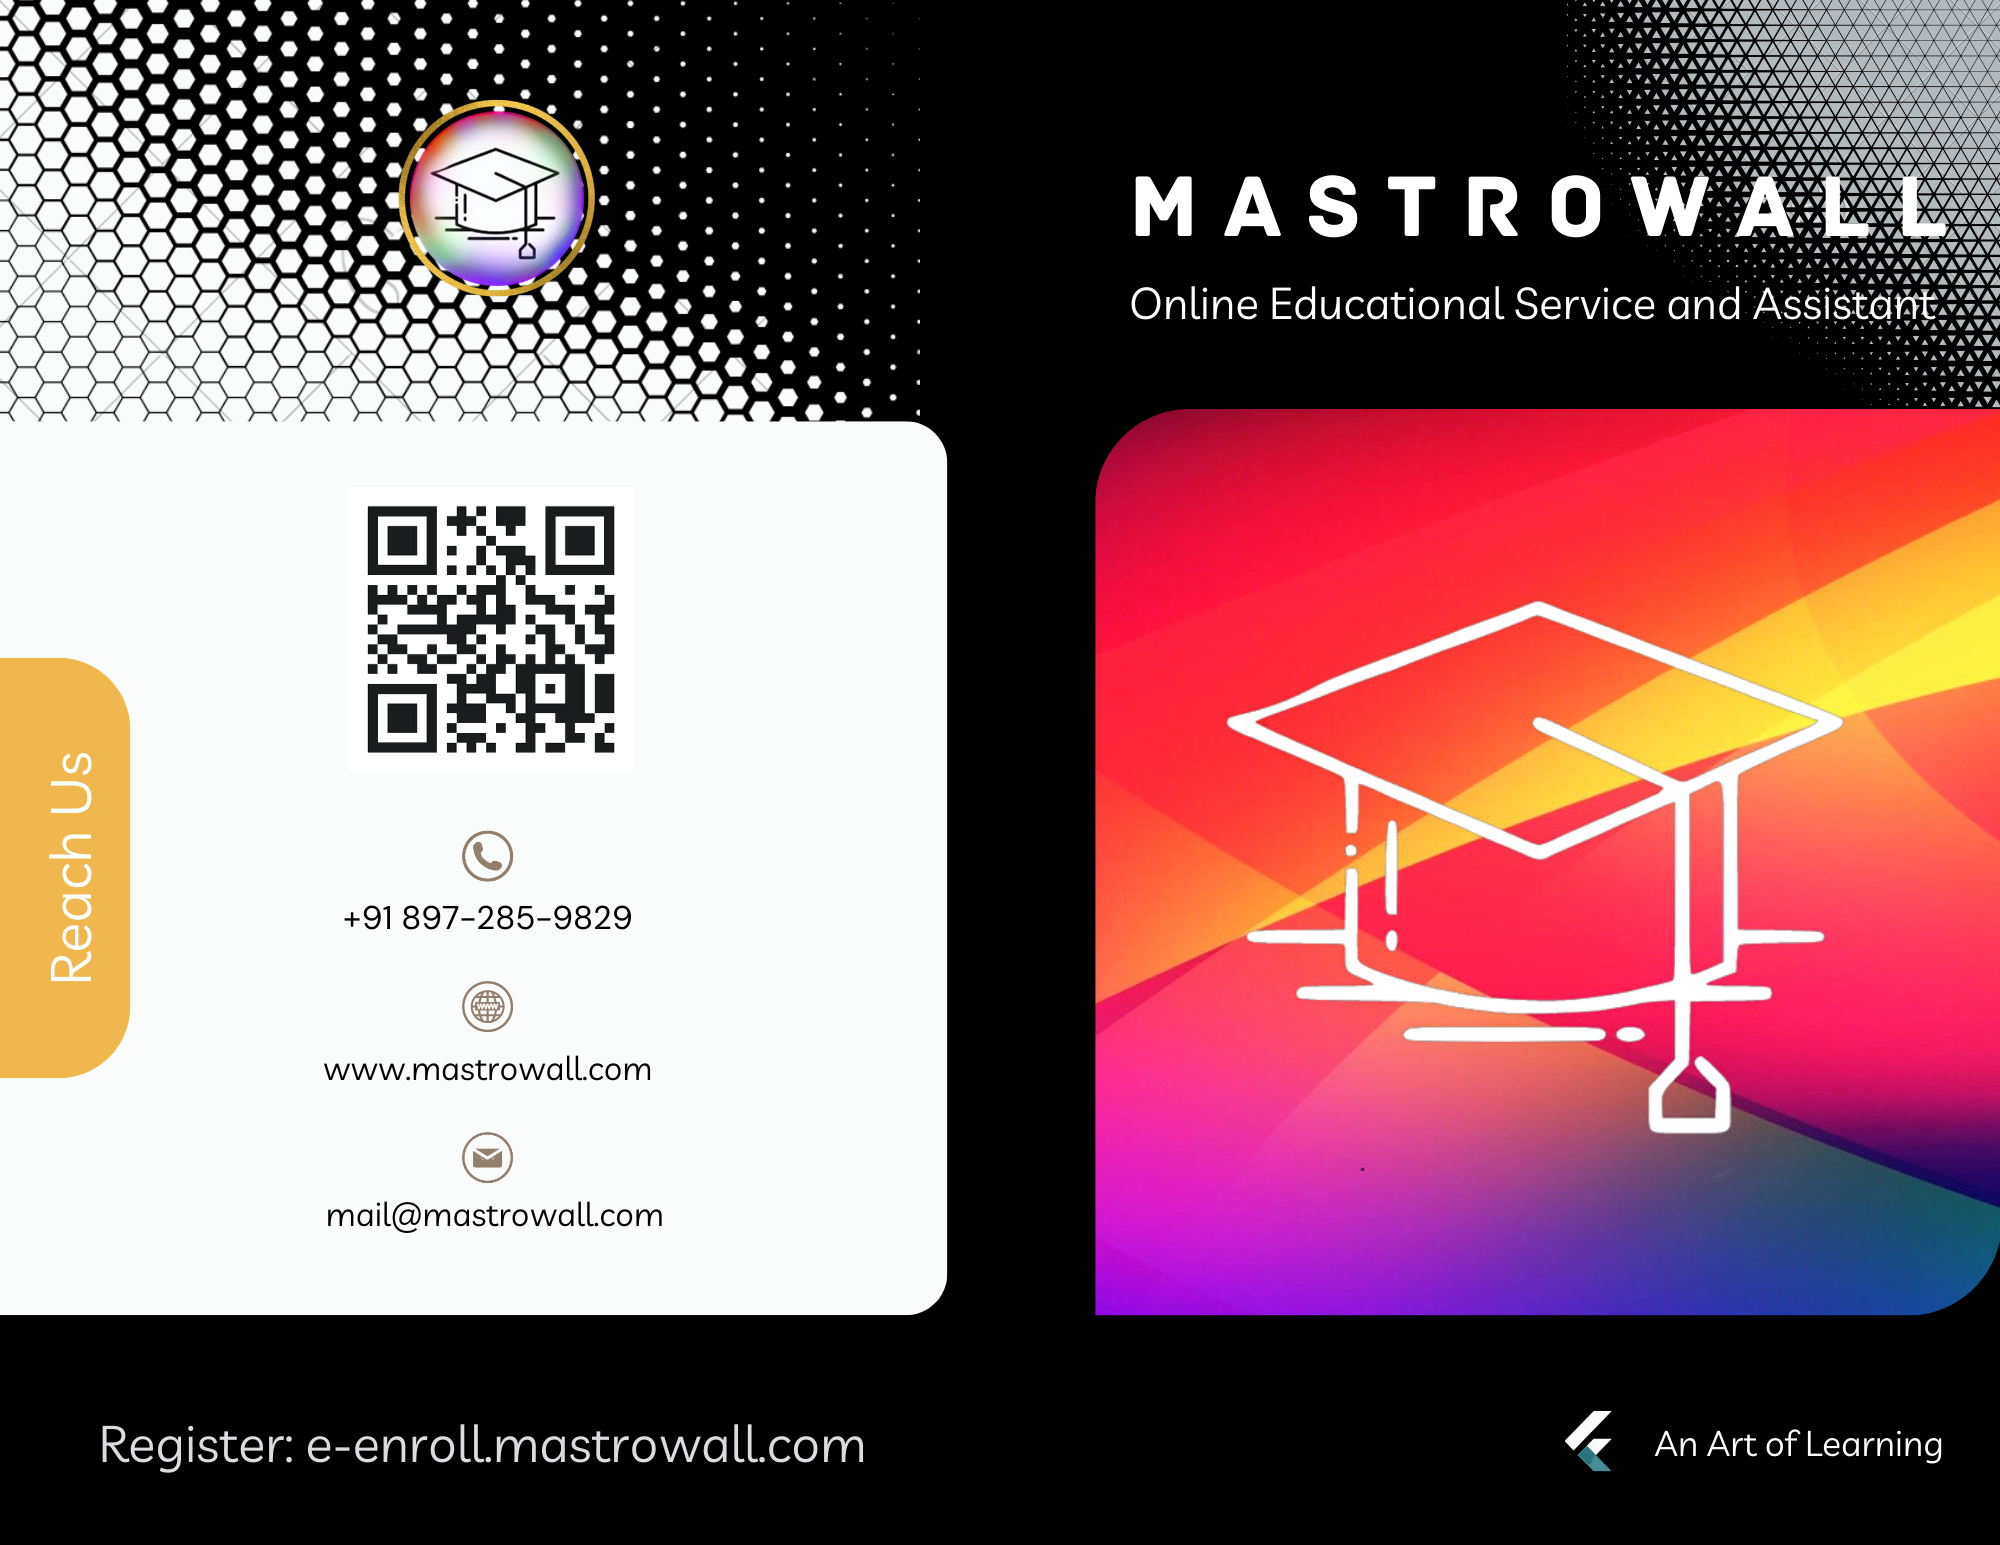 MASTROWALL
Online Educational Service and Assistant
Reach Us
+91 897-285-9829
www.mastrowall.com
mail@mastrowall.com
Register: e-enroll.mastrowall.com
An Art of Learning